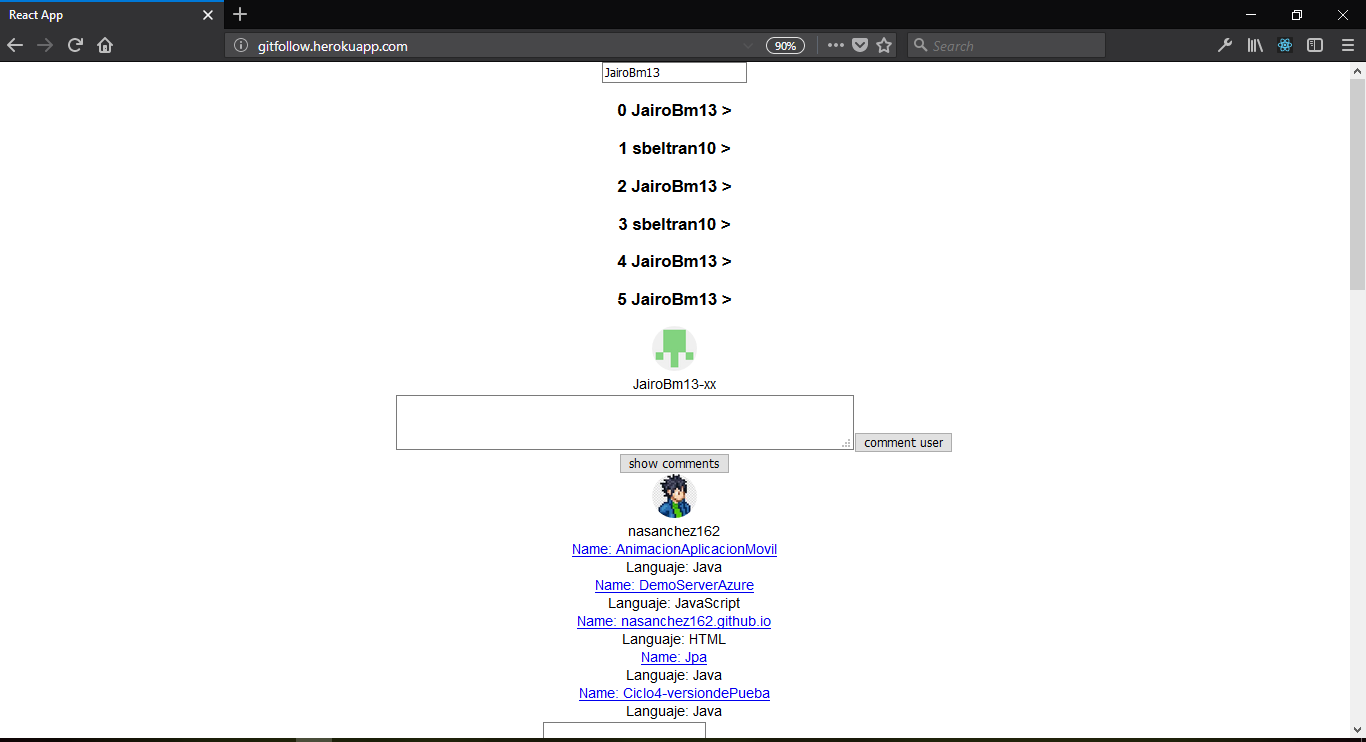 React App
gitfollow.herokuapp.com
90%
Search
JairoBm13
0 JairoBm13 >
1 sbeltran10 >
2 JairoBm13 >
3 sbeltran10 >
4 JairoBm13 >
5 JairoBm13 >
JairoBm13-xx
comment user
show comments
nasanchez162
Name: AnimacionAplicacionMovil
Languaje: Java
Name: DemoServerAzure
Languaje: JavaScript
Name: nasanchez162.github.io
Languaje: HTML
Name: Jpa
Languaje: Java
Name: Ciclo4-versiondePueba
Languaje: Java